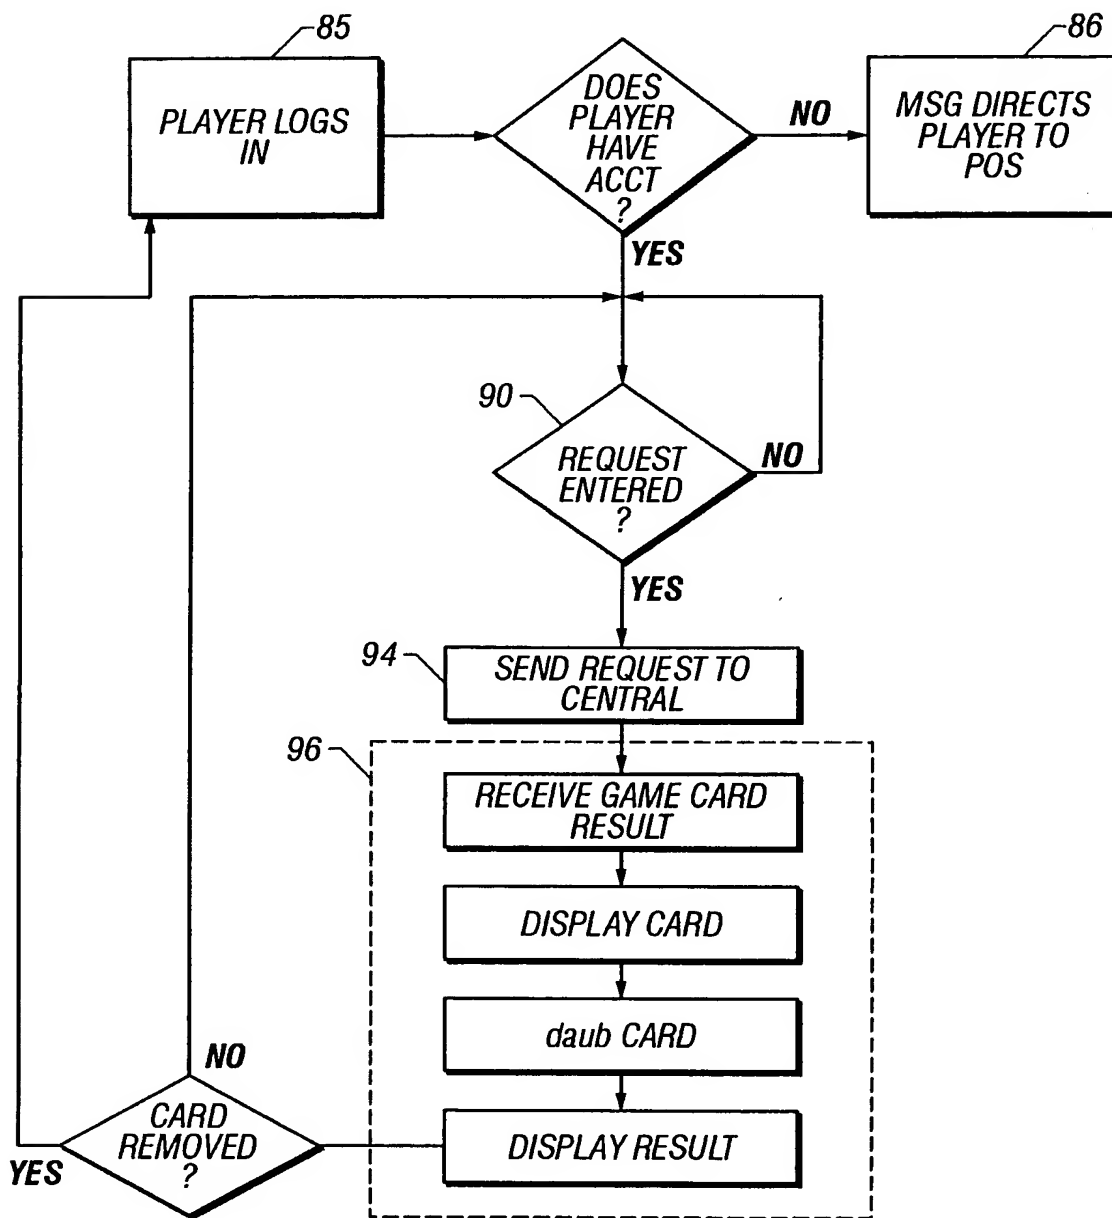 85
PLAYER LOGS
IN
DOES
PLAYER
HAVE
ACCT
?
NO
86
MSG DIRECTS
PLAYER TO
POS
YES
90
REQUEST
ENTERED
?
NO
YES
94
SEND REQUEST TO
CENTRAL
96
RECEIVE GAME CARD
RESULT
DISPLAY CARD
daub CARD
DISPLAY RESULT
NO
CARD
REMOVED
?
YES